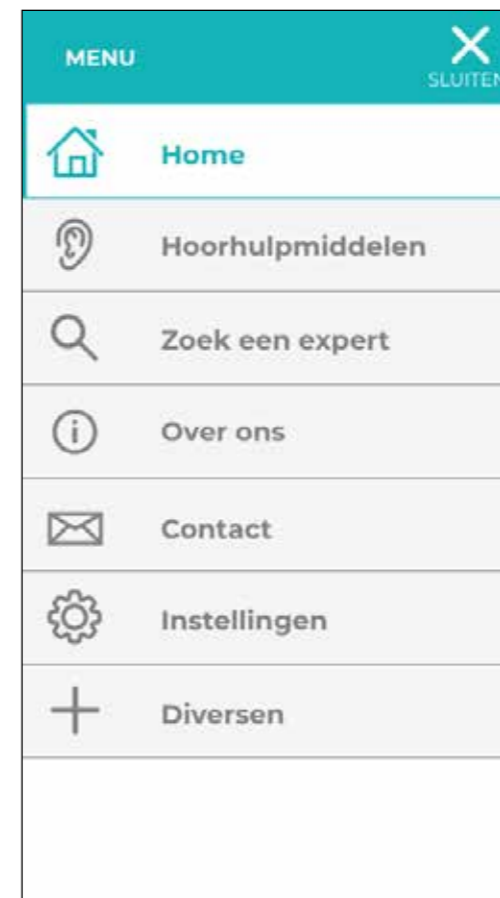 MENU
SLUITEN
Home
Hoorhulpmiddelen
Zoek een expert
Over ons
Contact
Instellingen
Diversen